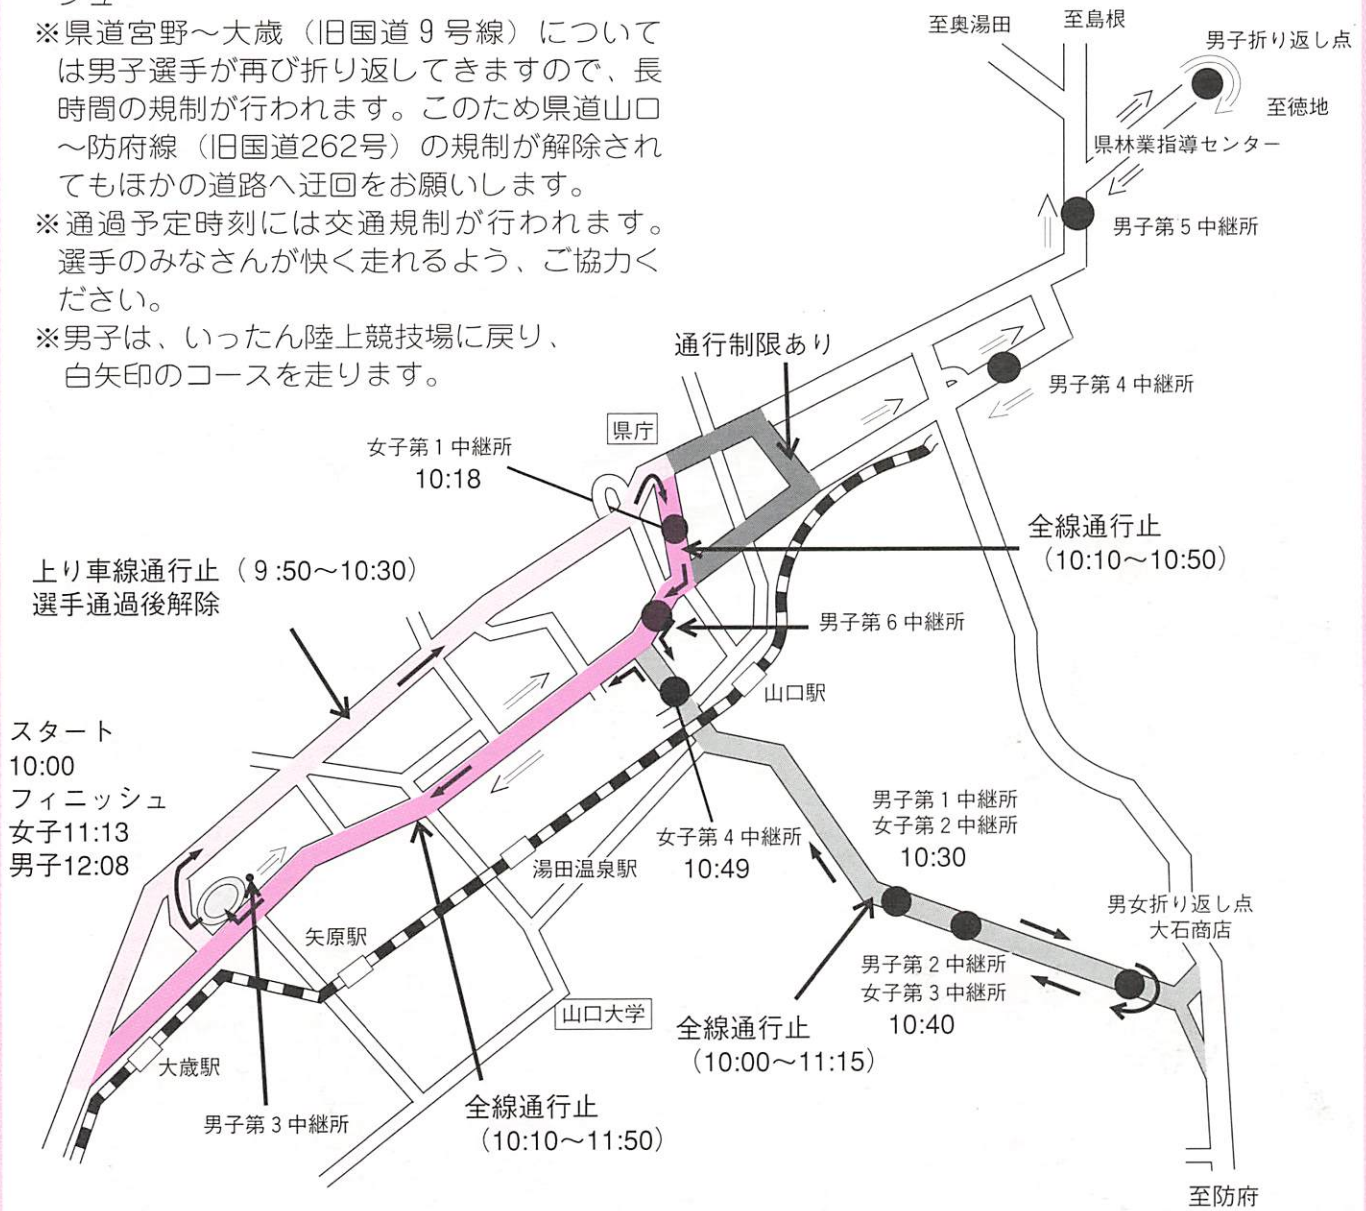 ※県道宮野～大歳（旧国道９号線）について
は男子選手が再び折り返してきますので、長
時間の規制が行われます。このため県道山口
～防府線（旧国道262号）の規制が解除され
てもほかの道路へ迂回をお願いします。
※通過予定時刻には交通規制が行われます。
選手のみなさんが快く走れるよう、ご協力く
ださい。
※男子は、いったん陸上競技場に戻り、
白矢印のコースを走ります。
至奥湯田
至島根
男子折り返し点
至徳地
県林業指導センター
男子第５中継所
通行制限あり
男子第４中継所
県庁
女子第１中継所
10:18
全線通行止
（10:10～10:50）
上り車線通行止（９:50～10:30）
選手通過後解除
男子第６中継所
山口駅
スタート
10:00
フィニッシュ
女子11:13
男子12:08
男子第１中継所
女子第２中継所
10:30
女子第４中継所
10:49
湯田温泉駅
男女折り返し点
大石商店
矢原駅
男子第２中継所
女子第３中継所
10:40
山口大学
全線通行止
（10:00～11:15）
大歳駅
男子第３中継所
全線通行止
（10:10～11:50）
至防府